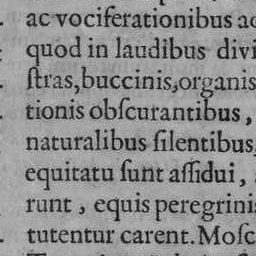 ac vociferationibus ac
quod in laudibus divi
ſtras, buccinis, organis
tionis obſcurantibus,
naturalibus ſilentibus,
equitatu ſunt aſſidui,
runt, equis peregrinis
tutentur carent. Moſc